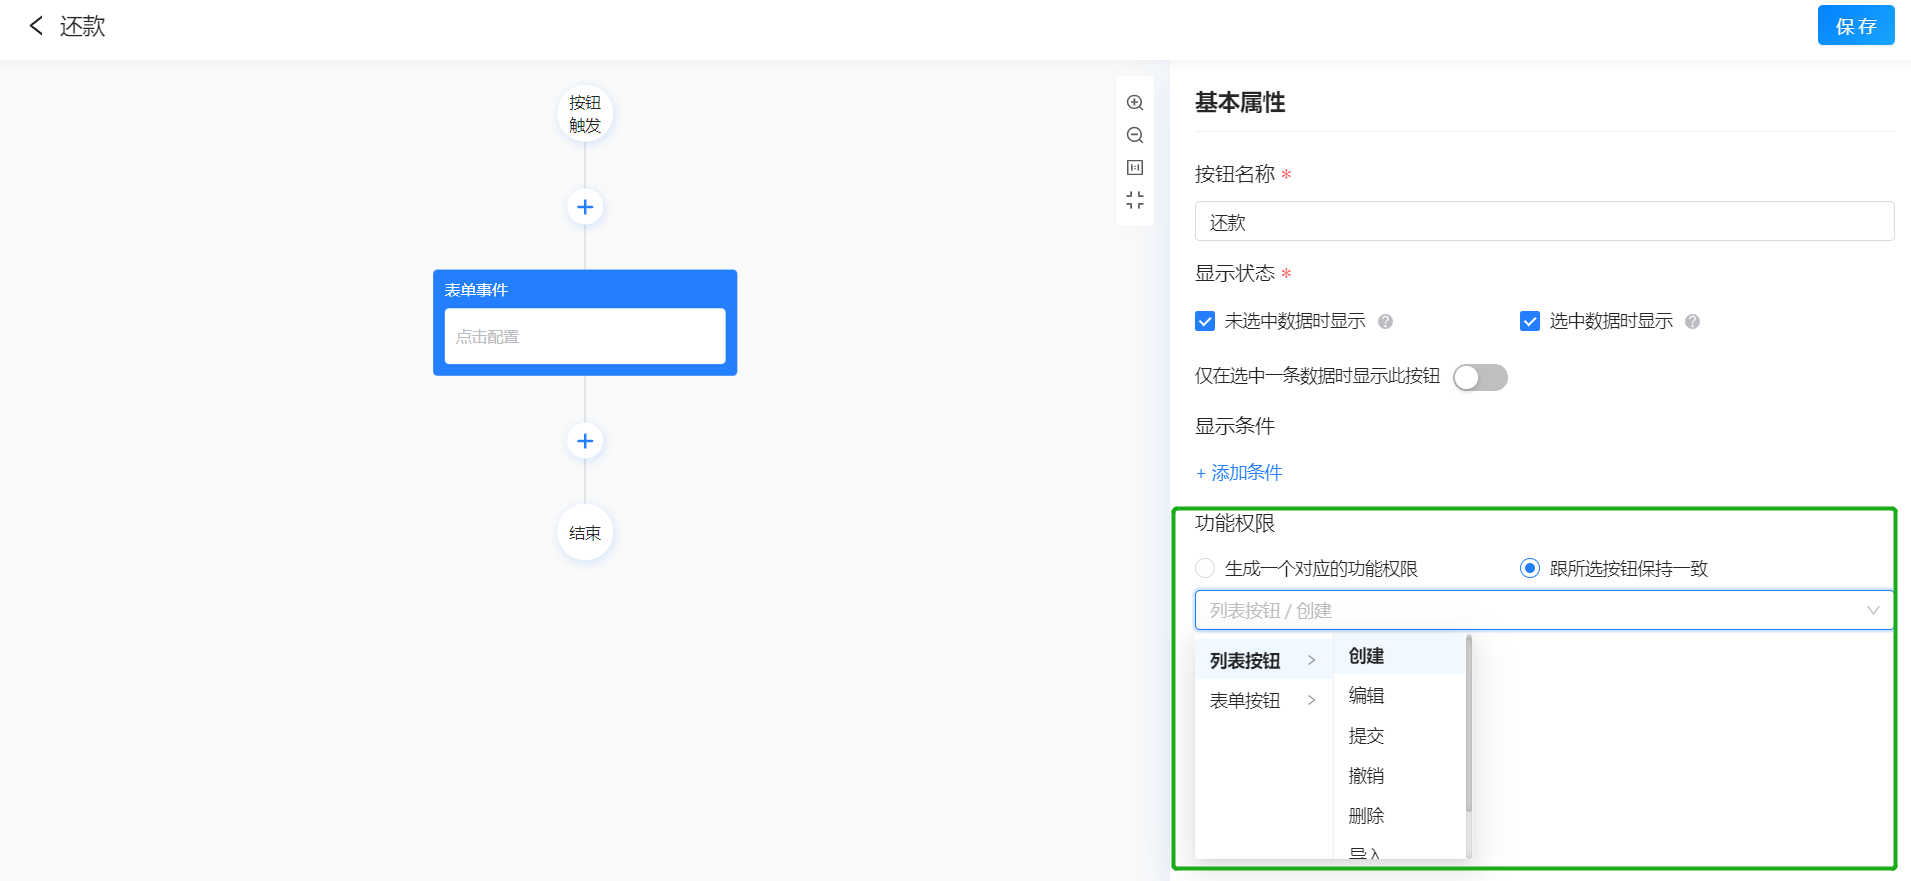 还款
保存
按钮
触发
表单事件
点击配置
结束
基本属性
按钮名称 *
还款
显示状态 *
未选中数据时显示
选中数据时显示
仅在选中一条数据时显示此按钮
显示条件
+ 添加条件
功能权限
生成一个对应的功能权限
跟所选按钮保持一致
列表按钮 / 创建
列表按钮
表单按钮
创建
编辑
提交
撤销
删除
导入